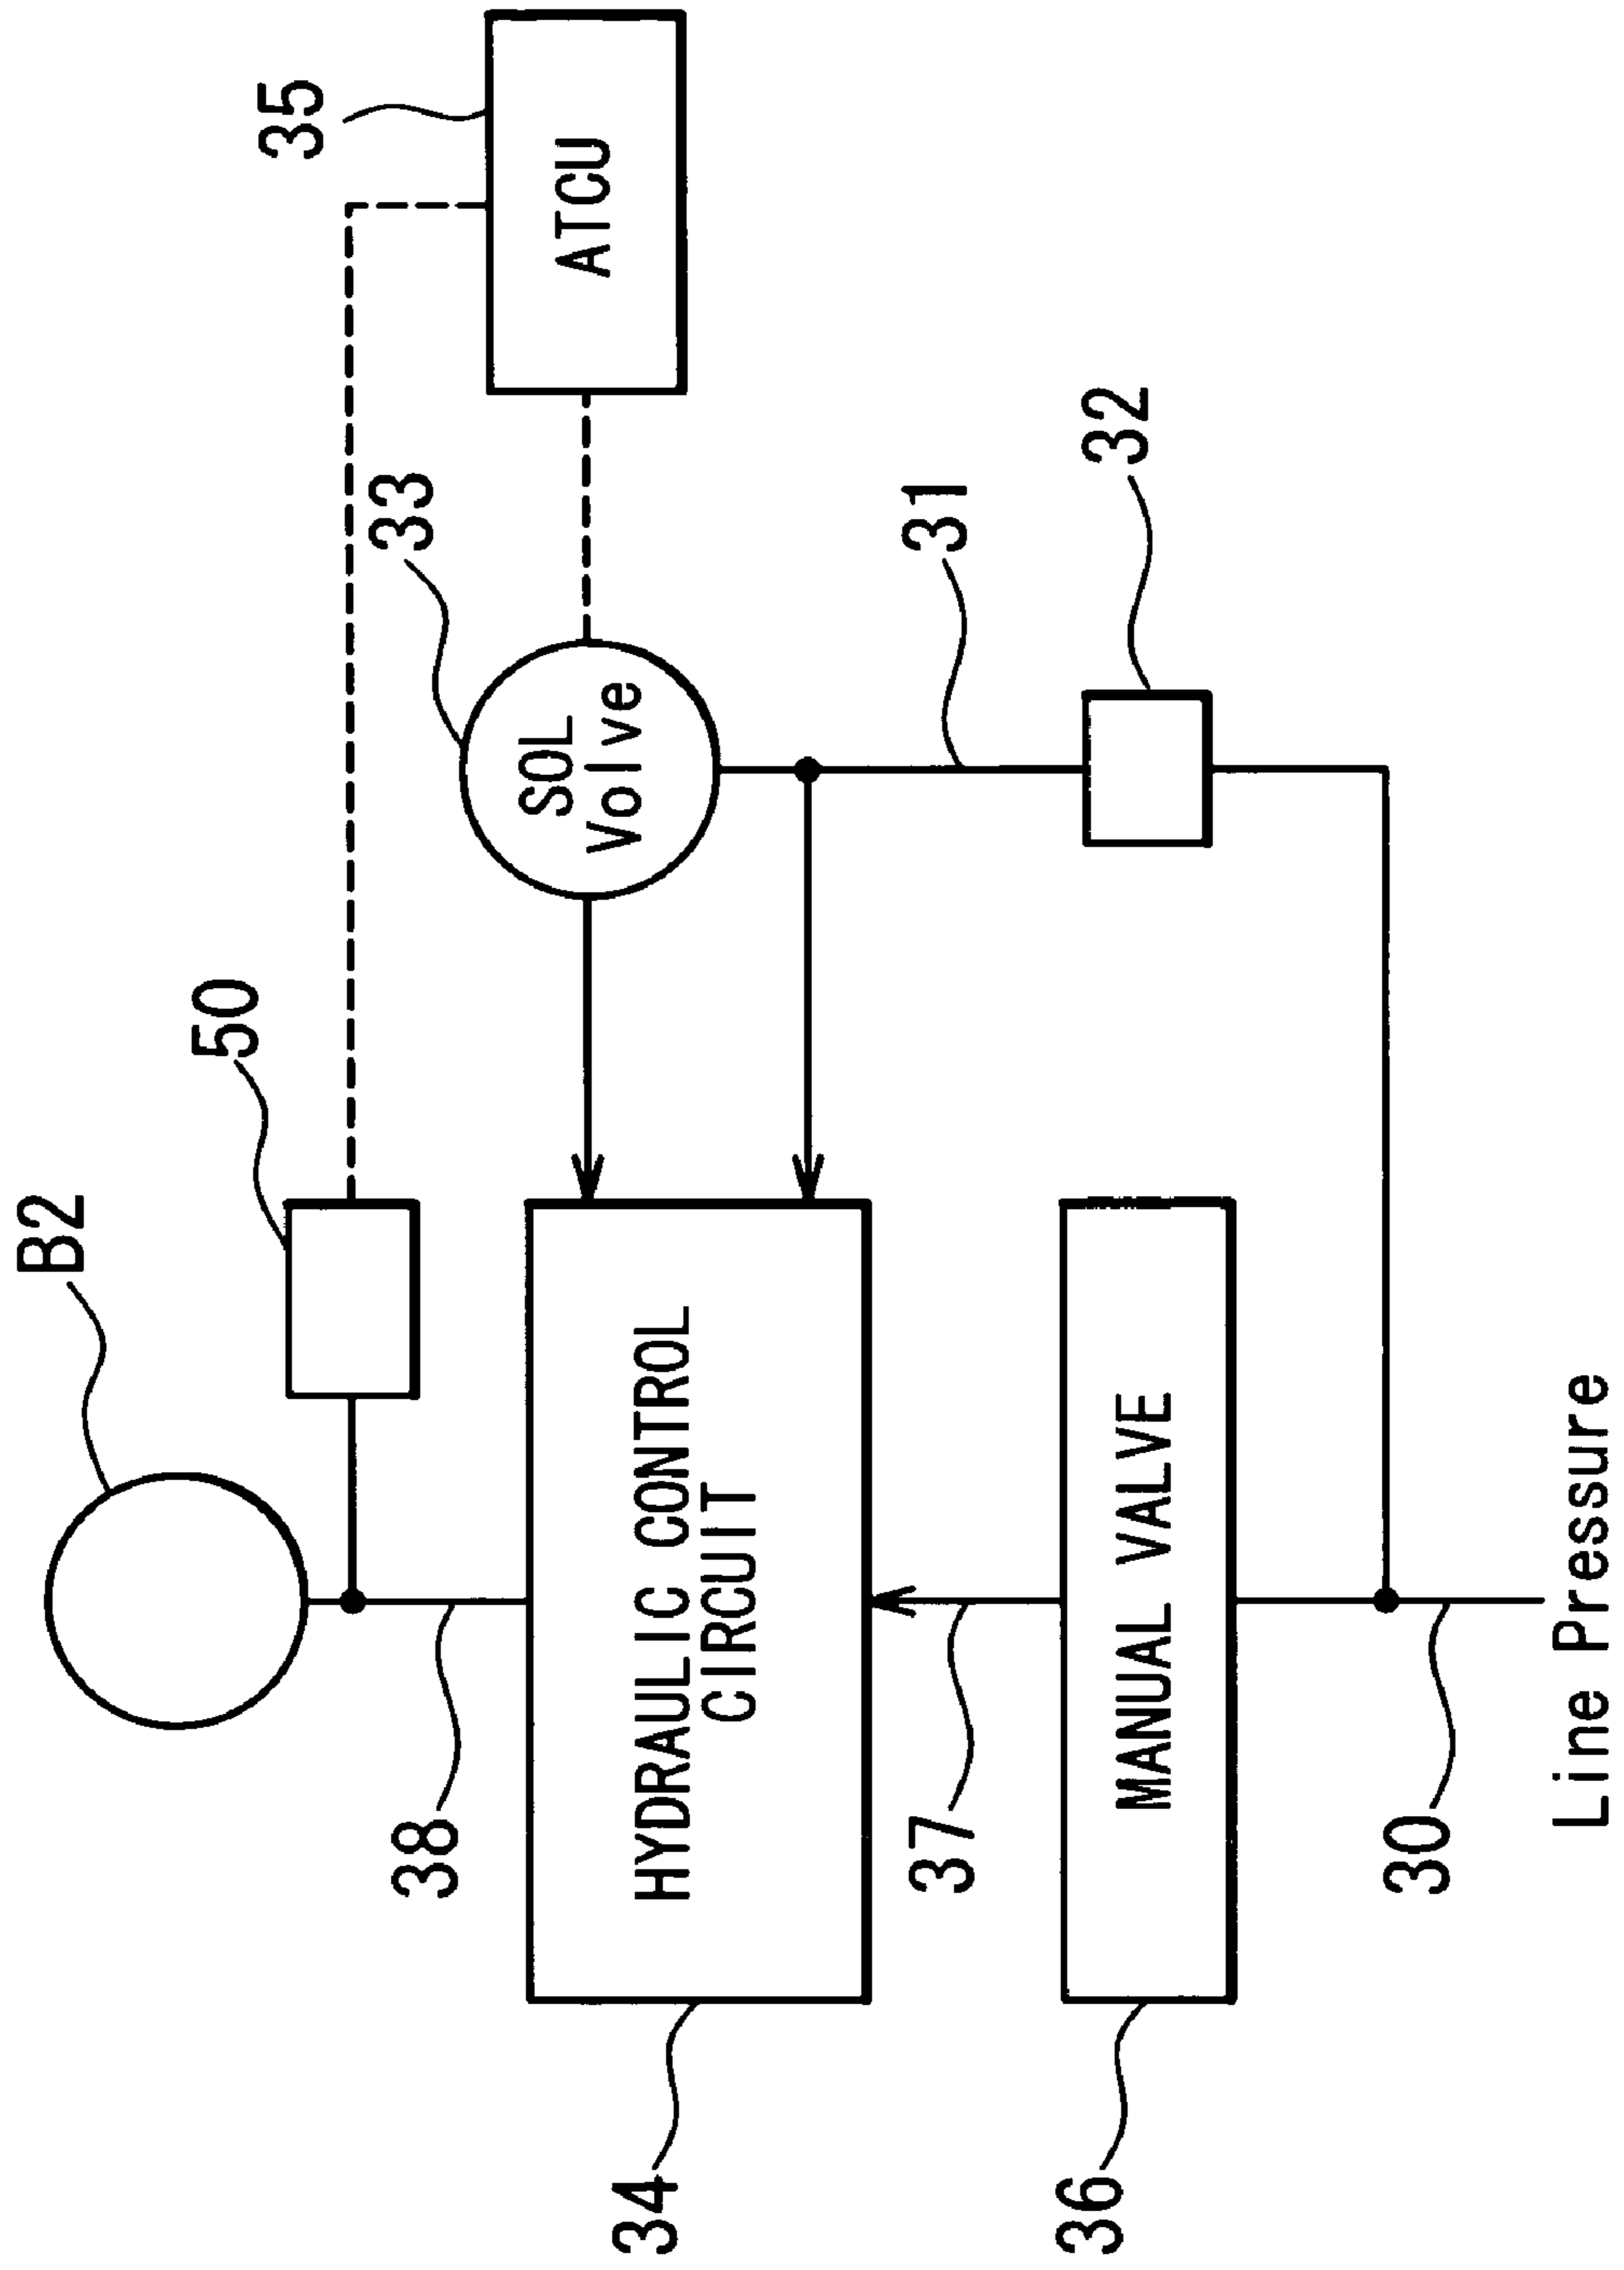 B2
50
35
33
ATCU
SOL
Volve
38
31
32
HYDRAULIC CONTROL
CIRCUIT
34
37
MANUAL VALVE
36
30
Line Pressure